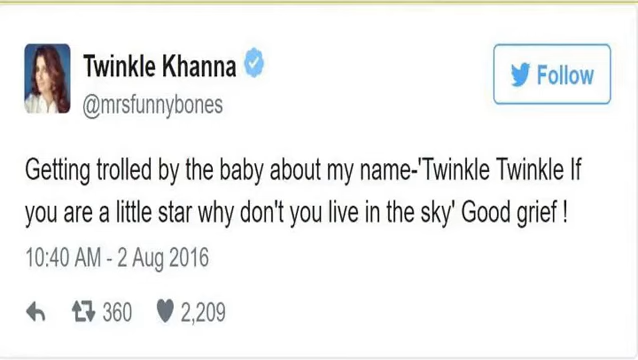 Twinkle Khanna
@mrsfunnybones
Follow
Getting trolled by the baby about my name-'Twinkle Twinkle If
you are a little star why don't you live in the sky' Good grief !
10:40 AM - 2 Aug 2016
360 2,209